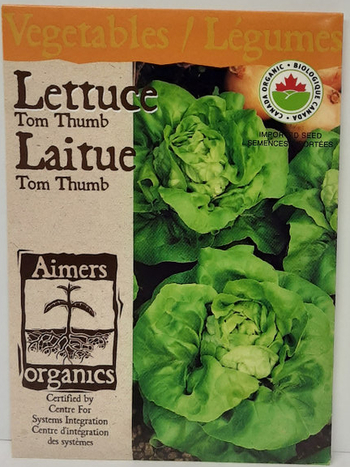 Vegetables / Légumes
Lettuce
Tom Thumb
Laitue
Tom Thumb
CANADA ORGANIC • BIOLOGIQUE CANADA •
IMPORTED SEED
SEMENCES IMPORTÉES
Aimers
organics
Certified by
Centre For
Systems Integration
Centre d'intégration
des systèmes